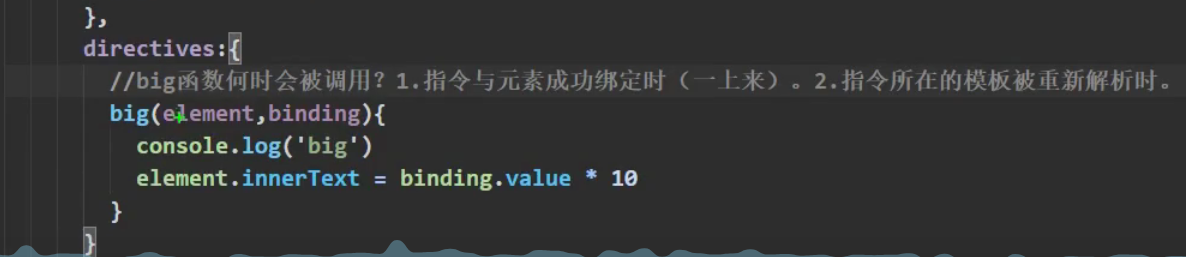 },
directives:{
//big函数何时会被调用？1.指令与元素成功绑定时（一上来）。2.指令所在的模板被重新解析时。
big(element,binding){
console.log('big')
element.innerText = binding.value * 10
}
}